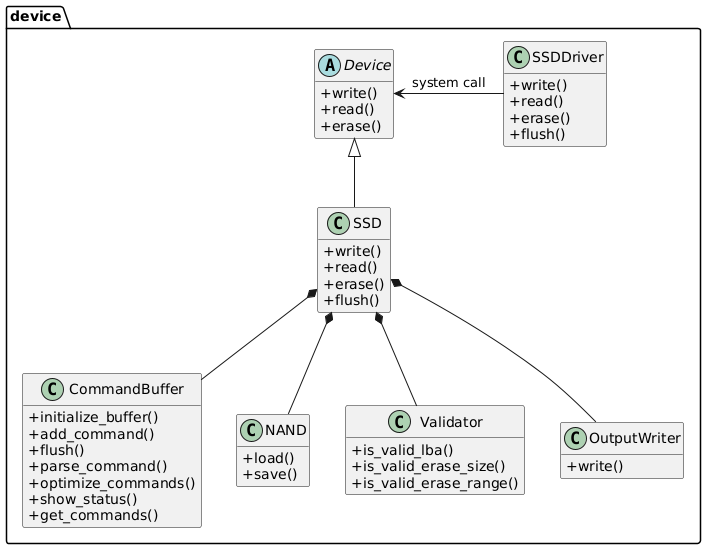 device
A Device
+write()
+read()
+erase()
system call
C SSDDriver
+write()
+read()
+erase()
+flush()
C SSD
+write()
+read()
+erase()
+flush()
C CommandBuffer
+initialize_buffer()
+add_command()
+flush()
+parse_command()
+optimize_commands()
+show_status()
+get_commands()
C NAND
+load()
+save()
C Validator
+is_valid_lba()
+is_valid_erase_size()
+is_valid_erase_range()
C OutputWriter
+write()